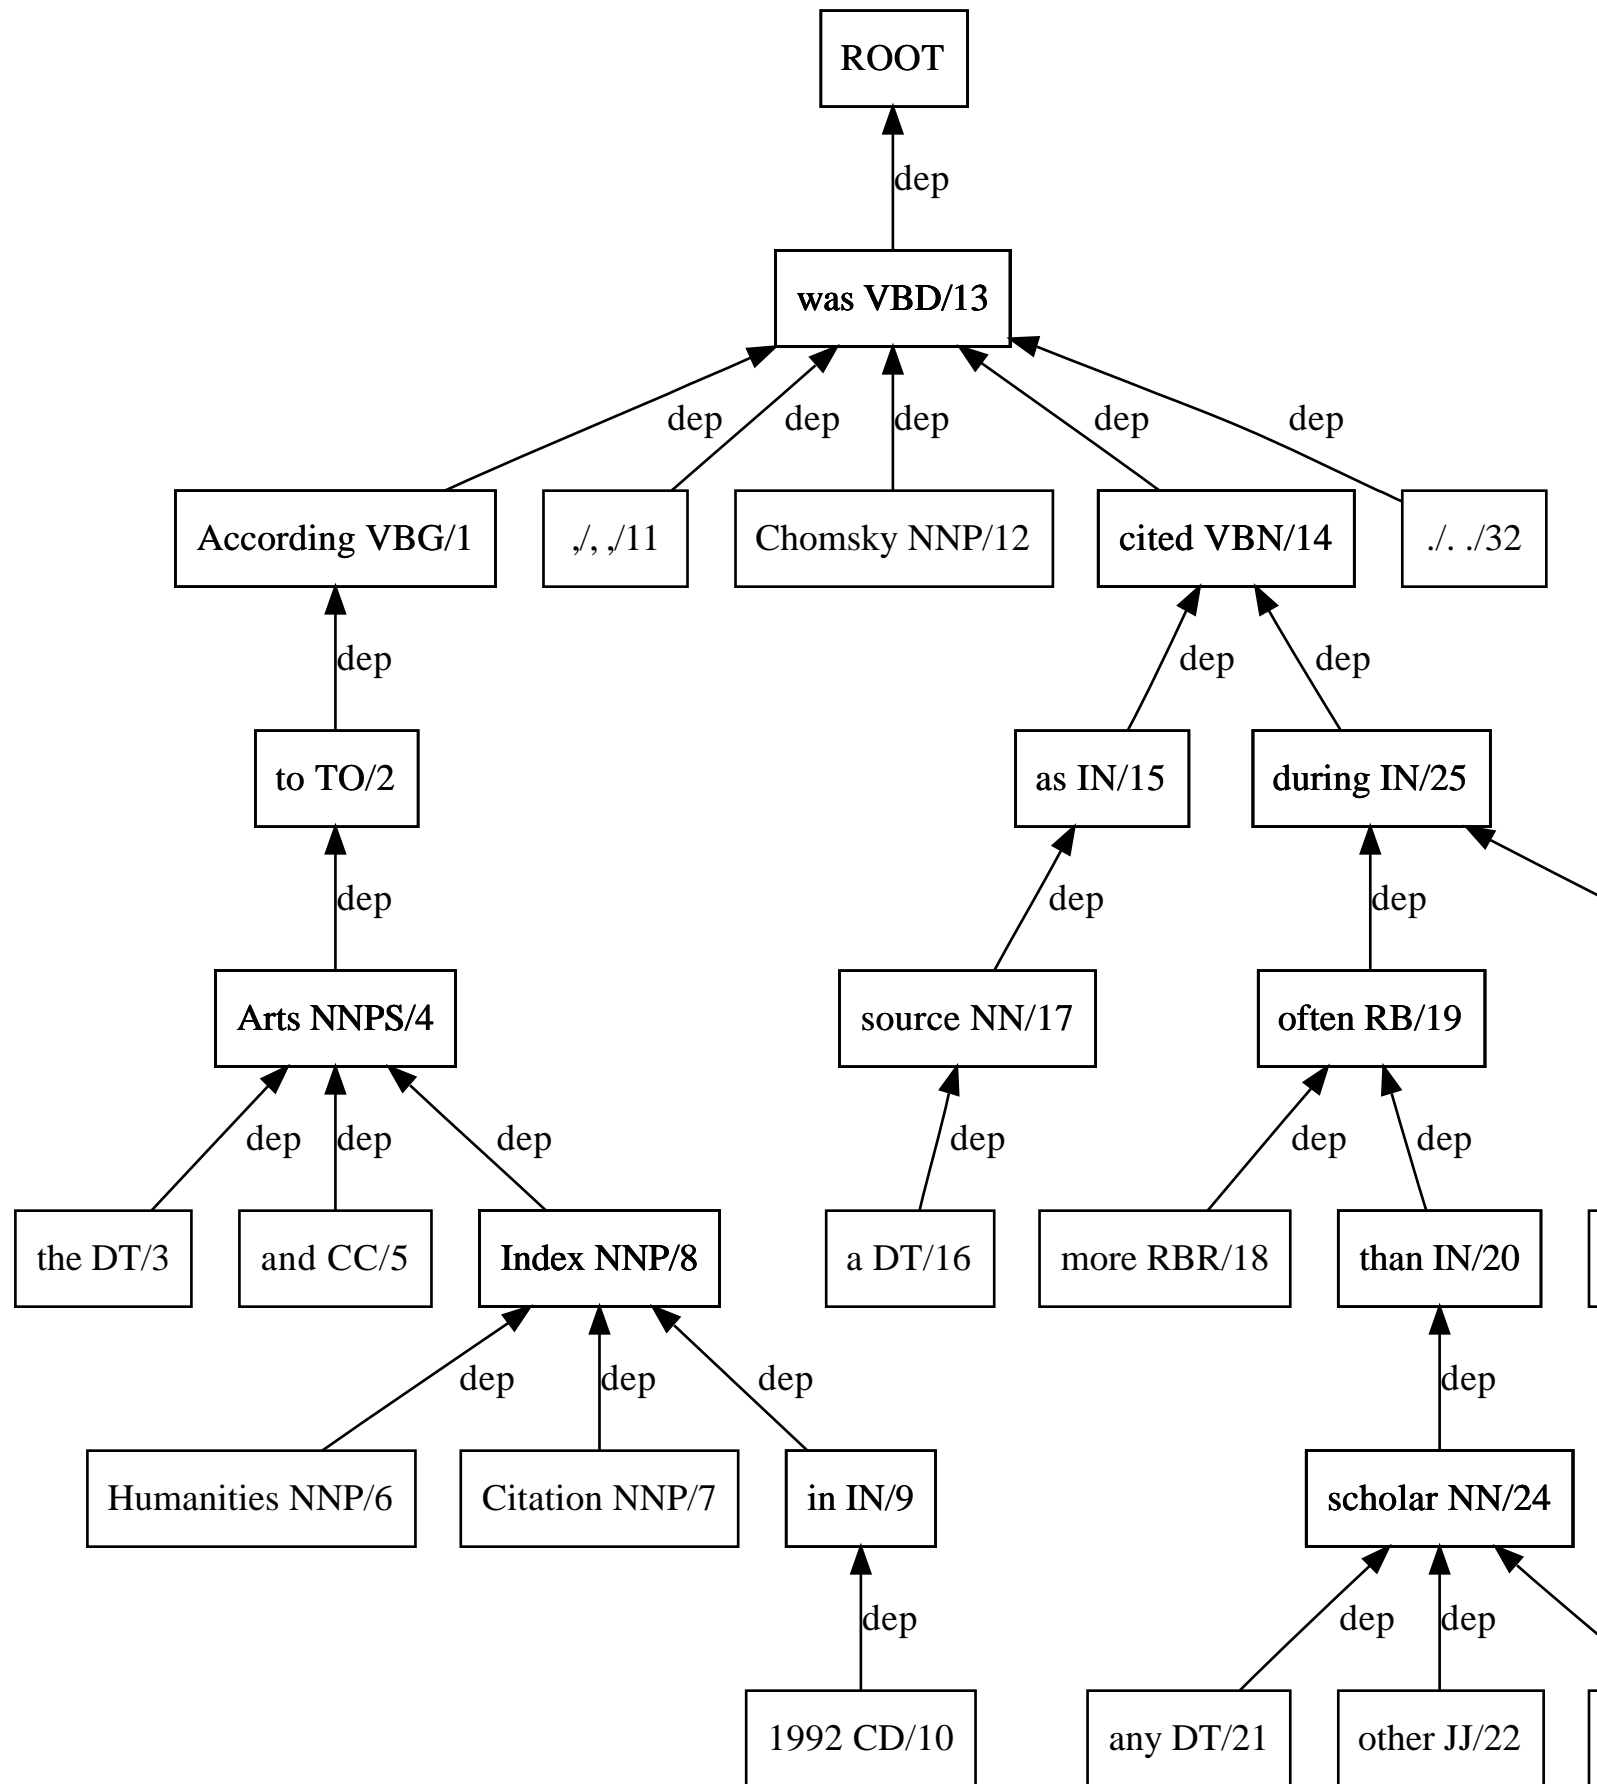 ROOT
dep
was VBD/13
dep dep dep dep dep
According VBG/1 ,/, ,/11 Chomsky NNP/12 cited VBN/14 ./. ./32
dep dep dep
to TO/2 as IN/15 during IN/25
dep dep dep
Arts NNPS/4 source NN/17 often RB/19
dep dep dep dep dep dep
the DT/3 and CC/5 Index NNP/8 a DT/16 more RBR/18 than IN/20
dep dep dep dep
Humanities NNP/6 Citation NNP/7 in IN/9 scholar NN/24
dep dep dep
1992 CD/10 any DT/21 other JJ/22